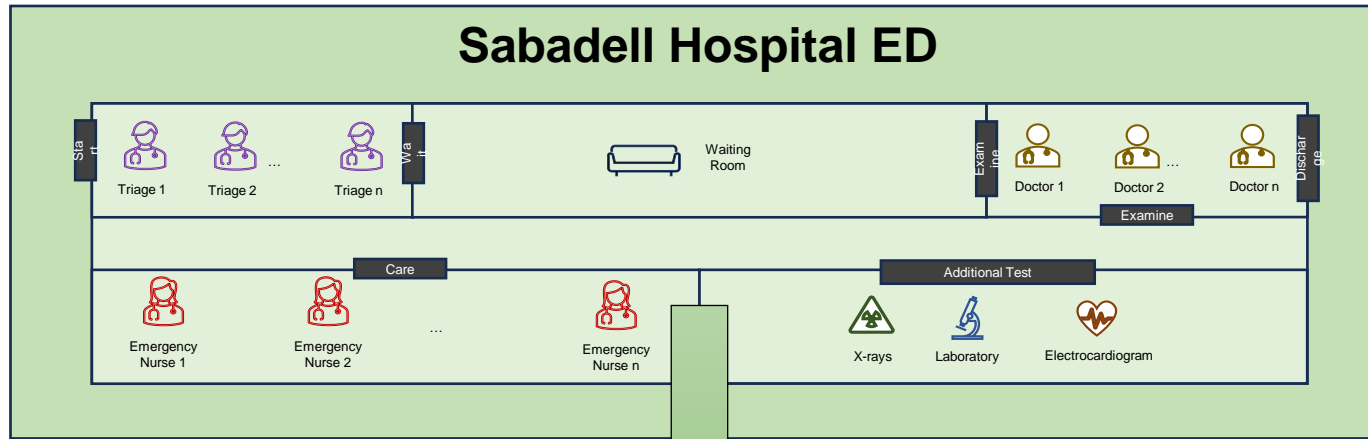 Sabadell Hospital ED
Sta
rt
Triage 1
Triage 2
...
Triage n
Wa
it
Waiting
Room
Exam
ine
Doctor 1
Doctor 2
...
Doctor n
Dischar
ge
Examine
Care
Additional Test
Emergency
Nurse 1
Emergency
Nurse 2
...
Emergency
Nurse n
X-rays
Laboratory
Electrocardiogram